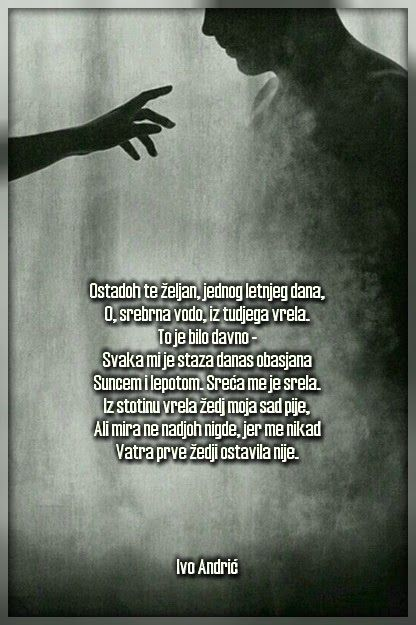 Ostadoh te željan, jednog letnjeg dana,
O, srebrna vodo, iz tudjega vrela..
To je bilo davno -
Svaka mi je staza danas obasjana
Suncem i lepotom.. Sreća me je srela..
Iz stotinu vrela žedj moja sad pije,
Ali mira ne nadjoh nigde, jer me nikad
Vatra prve žedji ostavila nije..
Ivo Andrić